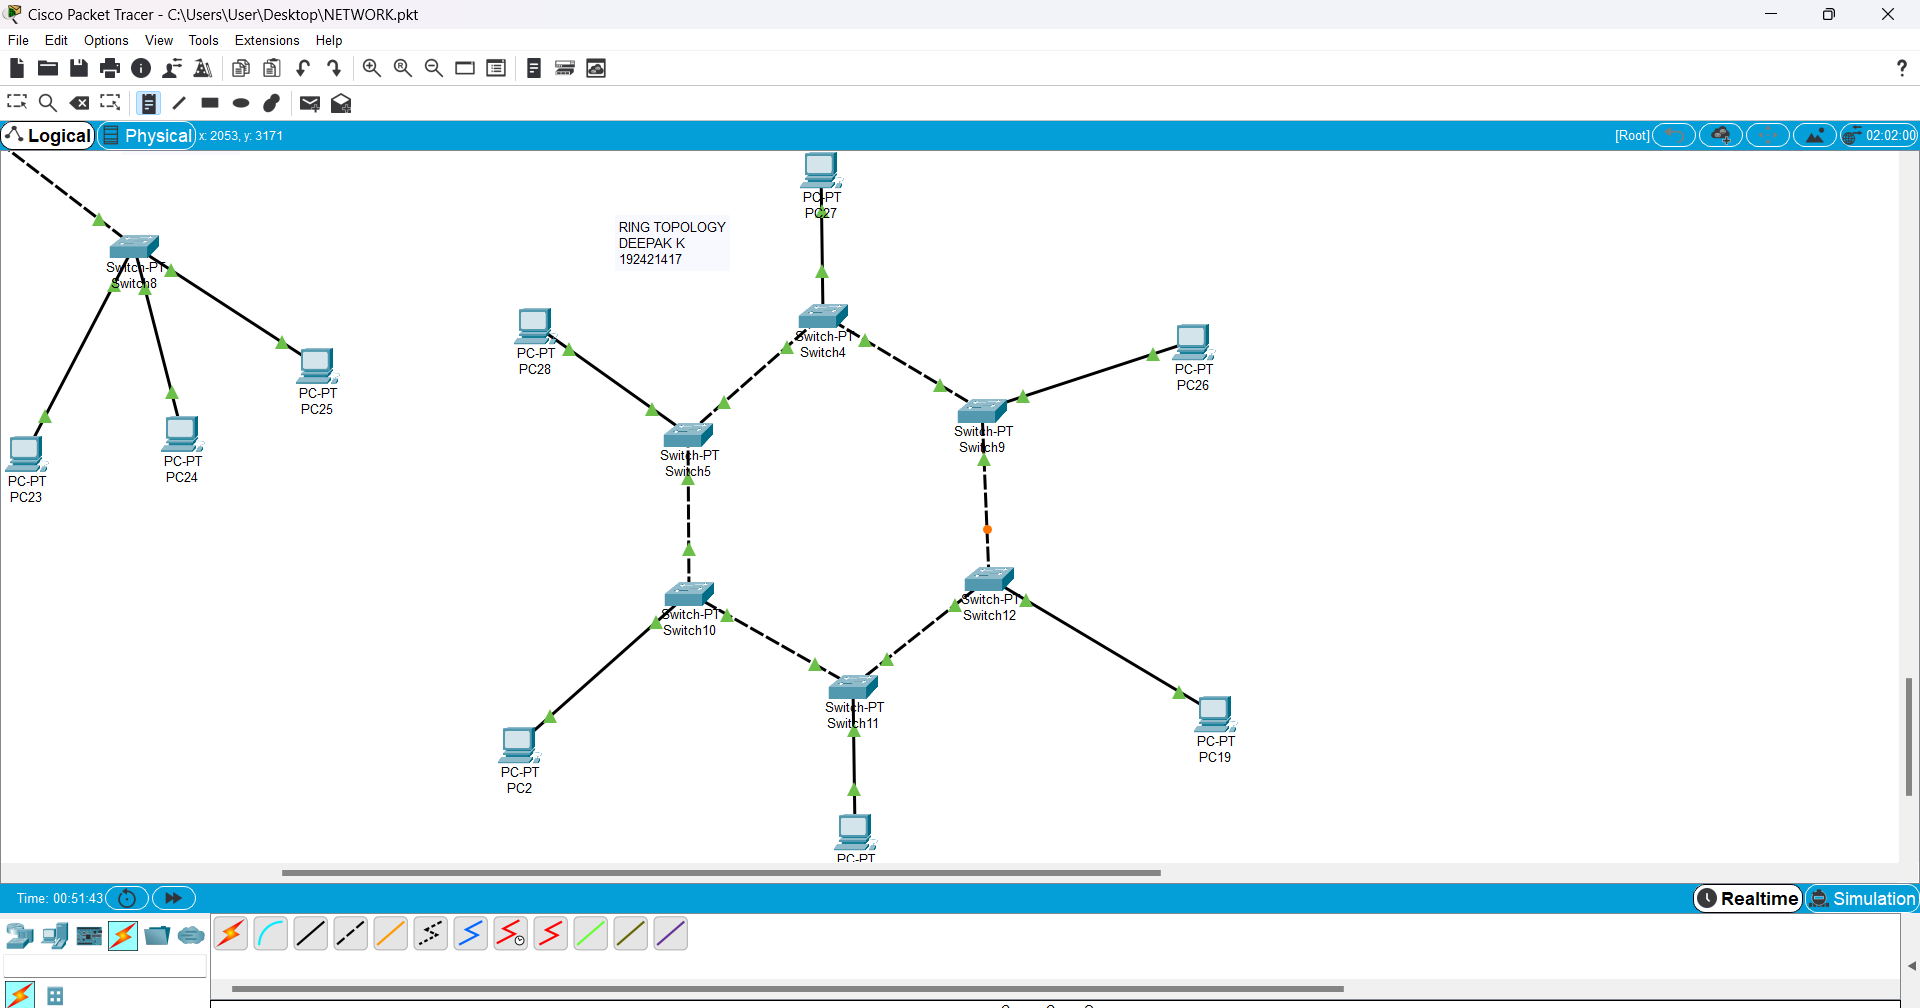 Cisco Packet Tracer - C:\Users\User\Desktop\NETWORK.pkt
File Edit Options View Tools Extensions Help
?
Logical Physical x: 2053, y: 3171 [Root] 02:02:00
PC-PT
PC27
RING TOPOLOGY
DEEPAK K
192421417
Switch-PT
Switch8
Switch-PT
Switch4
PC-PT
PC28
PC-PT
PC26
PC-PT
PC25
Switch-PT
Switch9
Switch-PT
Switch5
PC-PT
PC24
PC-PT
PC23
Switch-PT
Switch12
Switch-PT
Switch10
Switch-PT
Switch11
PC-PT
PC19
PC-PT
PC2
PC-PT
Time: 00:51:43 Realtime Simulation